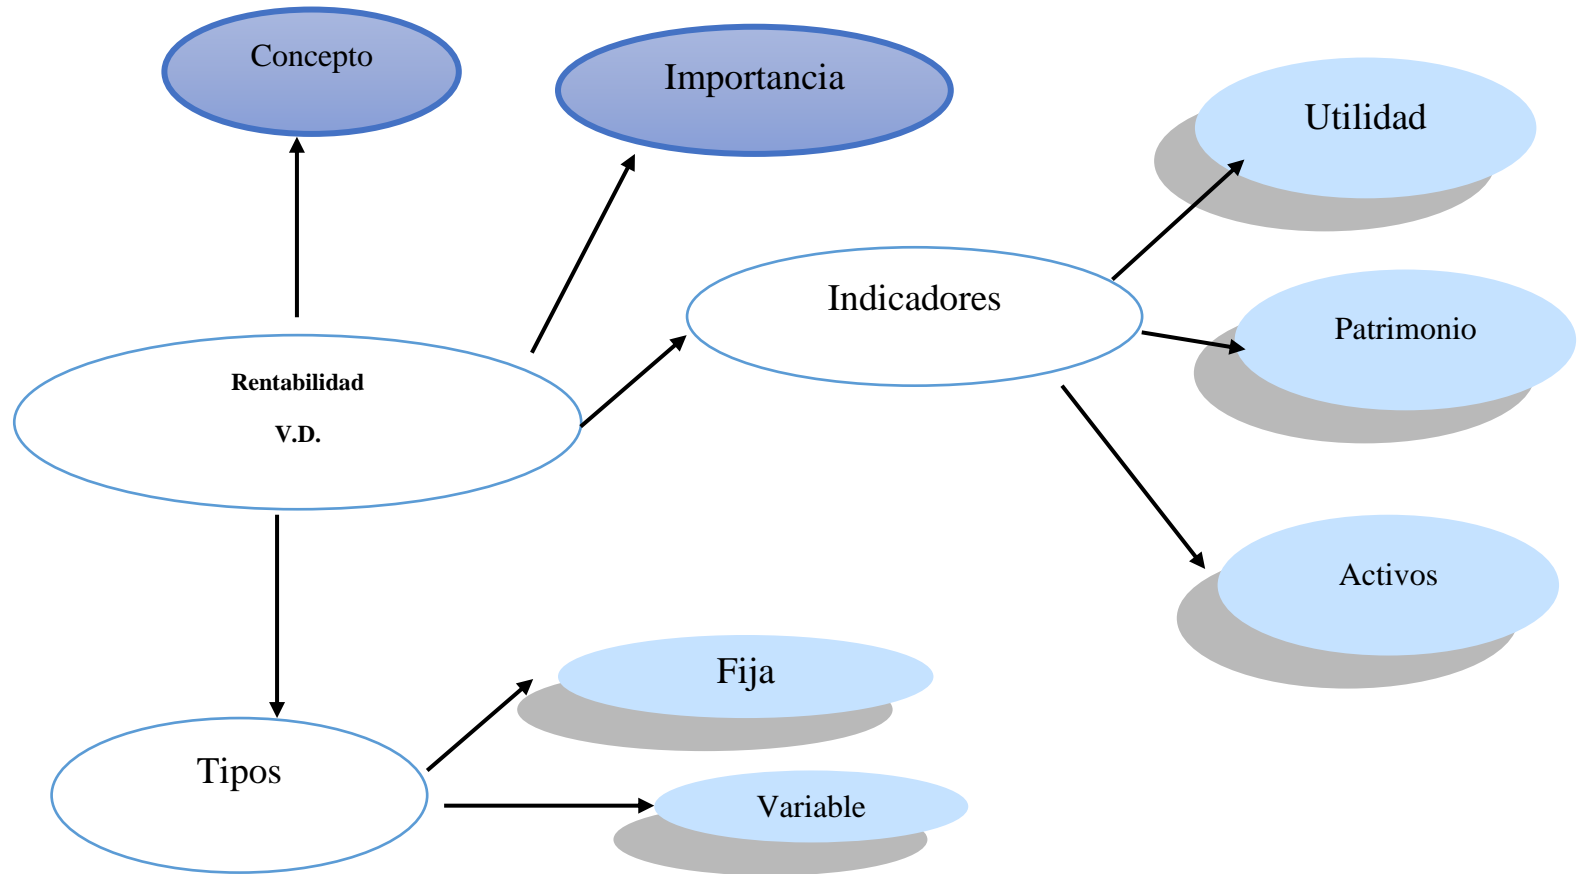 Concepto
Importancia
Utilidad
Indicadores
Patrimonio
Rentabilidad
V.D.
Activos
Fija
Tipos
Variable